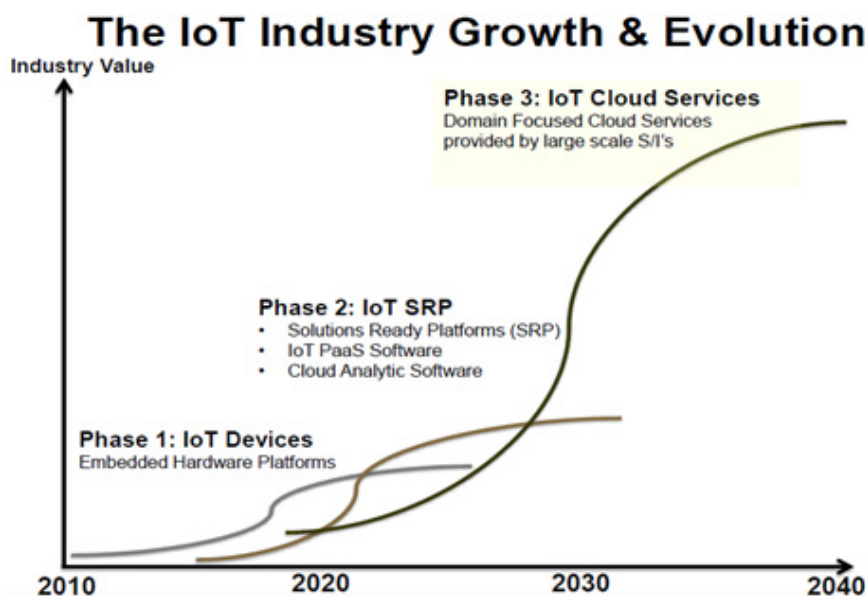 The IoT Industry Growth & Evolution
Industry Value
Phase 3: IoT Cloud Services
Domain Focused Cloud Services
provided by large scale S/I's
Phase 2: IoT SRP
• Solutions Ready Platforms (SRP)
• IoT PaaS Software
• Cloud Analytic Software
Phase 1: IoT Devices
Embedded Hardware Platforms
2010 2020 2030 2040